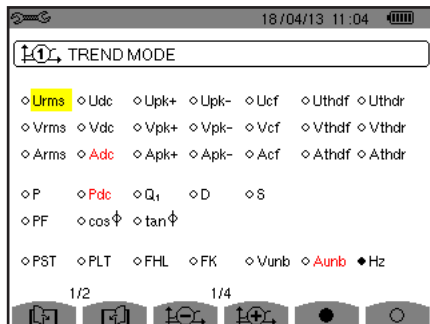 18/04/13 11:04
1 TREND MODE
Urms Udc Upk+ Upk- Ucf Uthdf Uthdr
Vrms Vdc Vpk+ Vpk- Vcf Vthdf Vthdr
Arms Adc Apk+ Apk- Acf Athdf Athdr
P Pdc Q₁ D S
PF cosΦ tanΦ
PST PLT FHL FK Vunb Aunb Hz
1/2 1/4